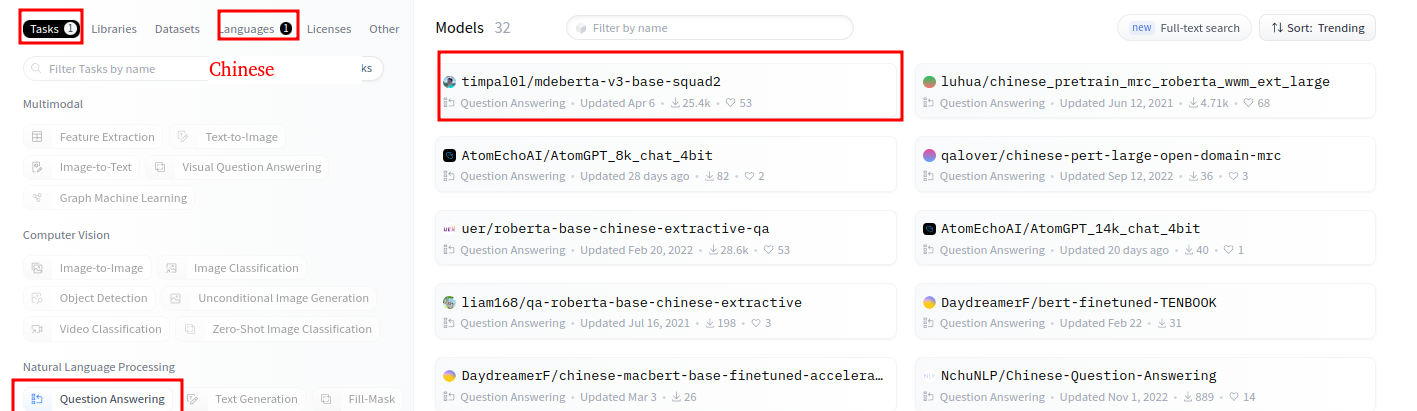 Tasks 1 Libraries Datasets Languages 1 Licenses Other
Filter Tasks by name Chinese ks
Multimodal
Feature Extraction Text-to-Image
Image-to-Text Visual Question Answering
Graph Machine Learning
Computer Vision
Image-to-Image Image Classification
Object Detection Unconditional Image Generation
Video Classification Zero-Shot Image Classification
Natural Language Processing
Question Answering Text Generation Fill-Mask
Models 32 Filter by name new Full-text search Sort: Trending
timpal0l/mdeberta-v3-base-squad2
Question Answering • Updated Apr 6 • 25.4k • 53
luhua/chinese_pretrain_mrc_roberta_wwm_ext_large
Question Answering • Updated Jun 12, 2021 • 4.71k • 68
AtomEchoAI/AtomGPT_8k_chat_4bit
Question Answering • Updated 28 days ago • 82 • 2
qalover/chinese-pert-large-open-domain-mrc
Question Answering • Updated Sep 12, 2022 • 36 • 3
uer/roberta-base-chinese-extractive-qa
Question Answering • Updated Feb 20, 2022 • 28.6k • 53
AtomEchoAI/AtomGPT_14k_chat_4bit
Question Answering • Updated 20 days ago • 40 • 1
liam168/qa-roberta-base-chinese-extractive
Question Answering • Updated Jul 16, 2021 • 198 • 3
DaydreamerF/bert-finetuned-TENBOOK
Question Answering • Updated Feb 22 • 31
DaydreamerF/chinese-macbert-base-finetuned-accelera…
Question Answering • Updated Mar 3 • 26
NchuNLP/Chinese-Question-Answering
Question Answering • Updated Nov 1, 2022 • 889 • 14